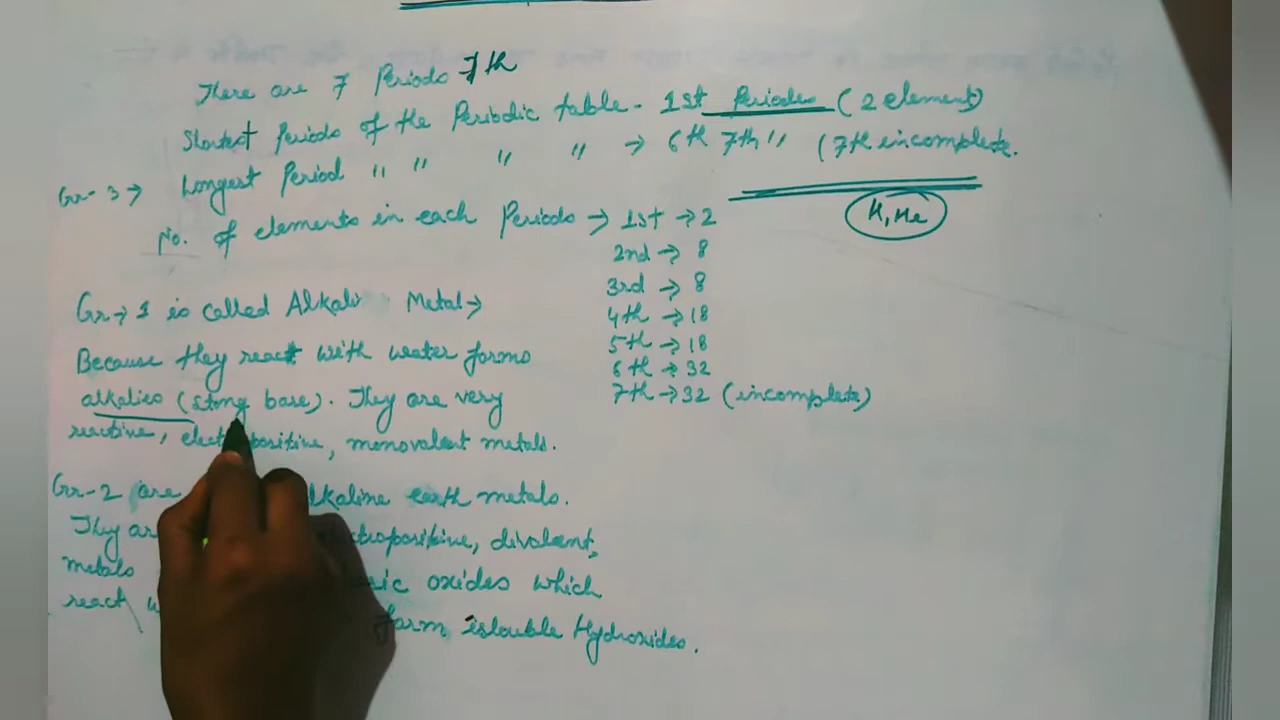 There are 7 Periods 7th
Shortest Periods of the Periodic table - 1st Periodes (2 element)
Gr-3→ Longest Period " " " " → 6th 7th " (7th incomplete.
H, He
No. of elements in each Periods → 1st → 2
2nd → 8
3rd → 8
4th → 18
5th → 18
6th → 32
7th → 32 (incomplete)
Gr→1 is called Alkali Metal→
Because they react with water forms
alkalies (strong base). They are very
reactive, electropositive, monovalent metals.
Gr-2 are alkaline earth metals.
They are electropositive, divalent,
metals oxides which
react form islouble Hydroxides.